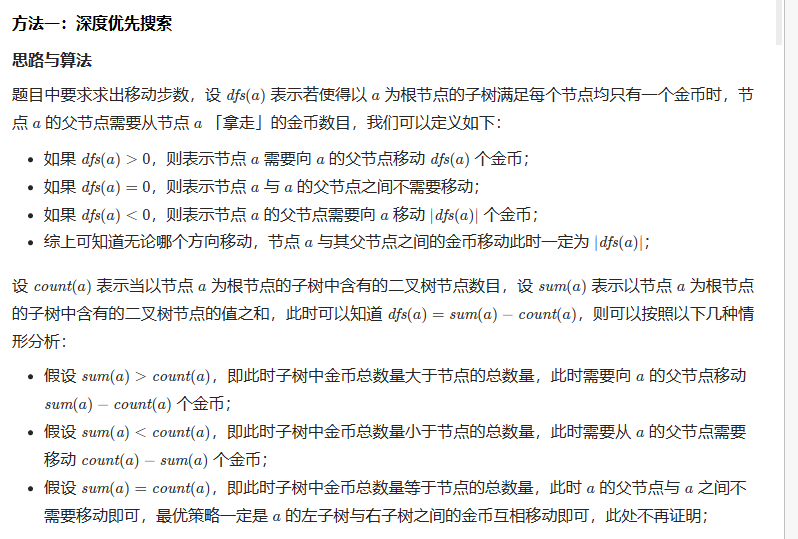 方法一：深度优先搜索
思路与算法
题目中要求求出移动步数，设 dfs(a) 表示若使得以 a 为根节点的子树满足每个节点均只有一个金币时，节
点 a 的父节点需要从节点 a 「拿走」的金币数目，我们可以定义如下：
• 如果 dfs(a) > 0，则表示节点 a 需要向 a 的父节点移动 dfs(a) 个金币；
• 如果 dfs(a) = 0，则表示节点 a 与 a 的父节点之间不需要移动；
• 如果 dfs(a) < 0，则表示节点 a 的父节点需要向 a 移动 |dfs(a)| 个金币；
• 综上可知道无论哪个方向移动，节点 a 与其父节点之间的金币移动此时一定为 |dfs(a)|；
设 count(a) 表示当以节点 a 为根节点的子树中含有的二叉树节点数目，设 sum(a) 表示以节点 a 为根节点
的子树中含有的二叉树节点的值之和，此时可以知道 dfs(a) = sum(a) − count(a)，则可以按照以下几种情
形分析：
• 假设 sum(a) > count(a)，即此时子树中金币总数量大于节点的总数量，此时需要向 a 的父节点移动
sum(a) − count(a) 个金币；
• 假设 sum(a) < count(a)，即此时子树中金币总数量小于节点的总数量，此时需要从 a 的父节点需要
移动 count(a) − sum(a) 个金币；
• 假设 sum(a) = count(a)，即此时子树中金币总数量等于节点的总数量，此时 a 的父节点与 a 之间不
需要移动即可，最优策略一定是 a 的左子树与右子树之间的金币互相移动即可，此处不再证明；